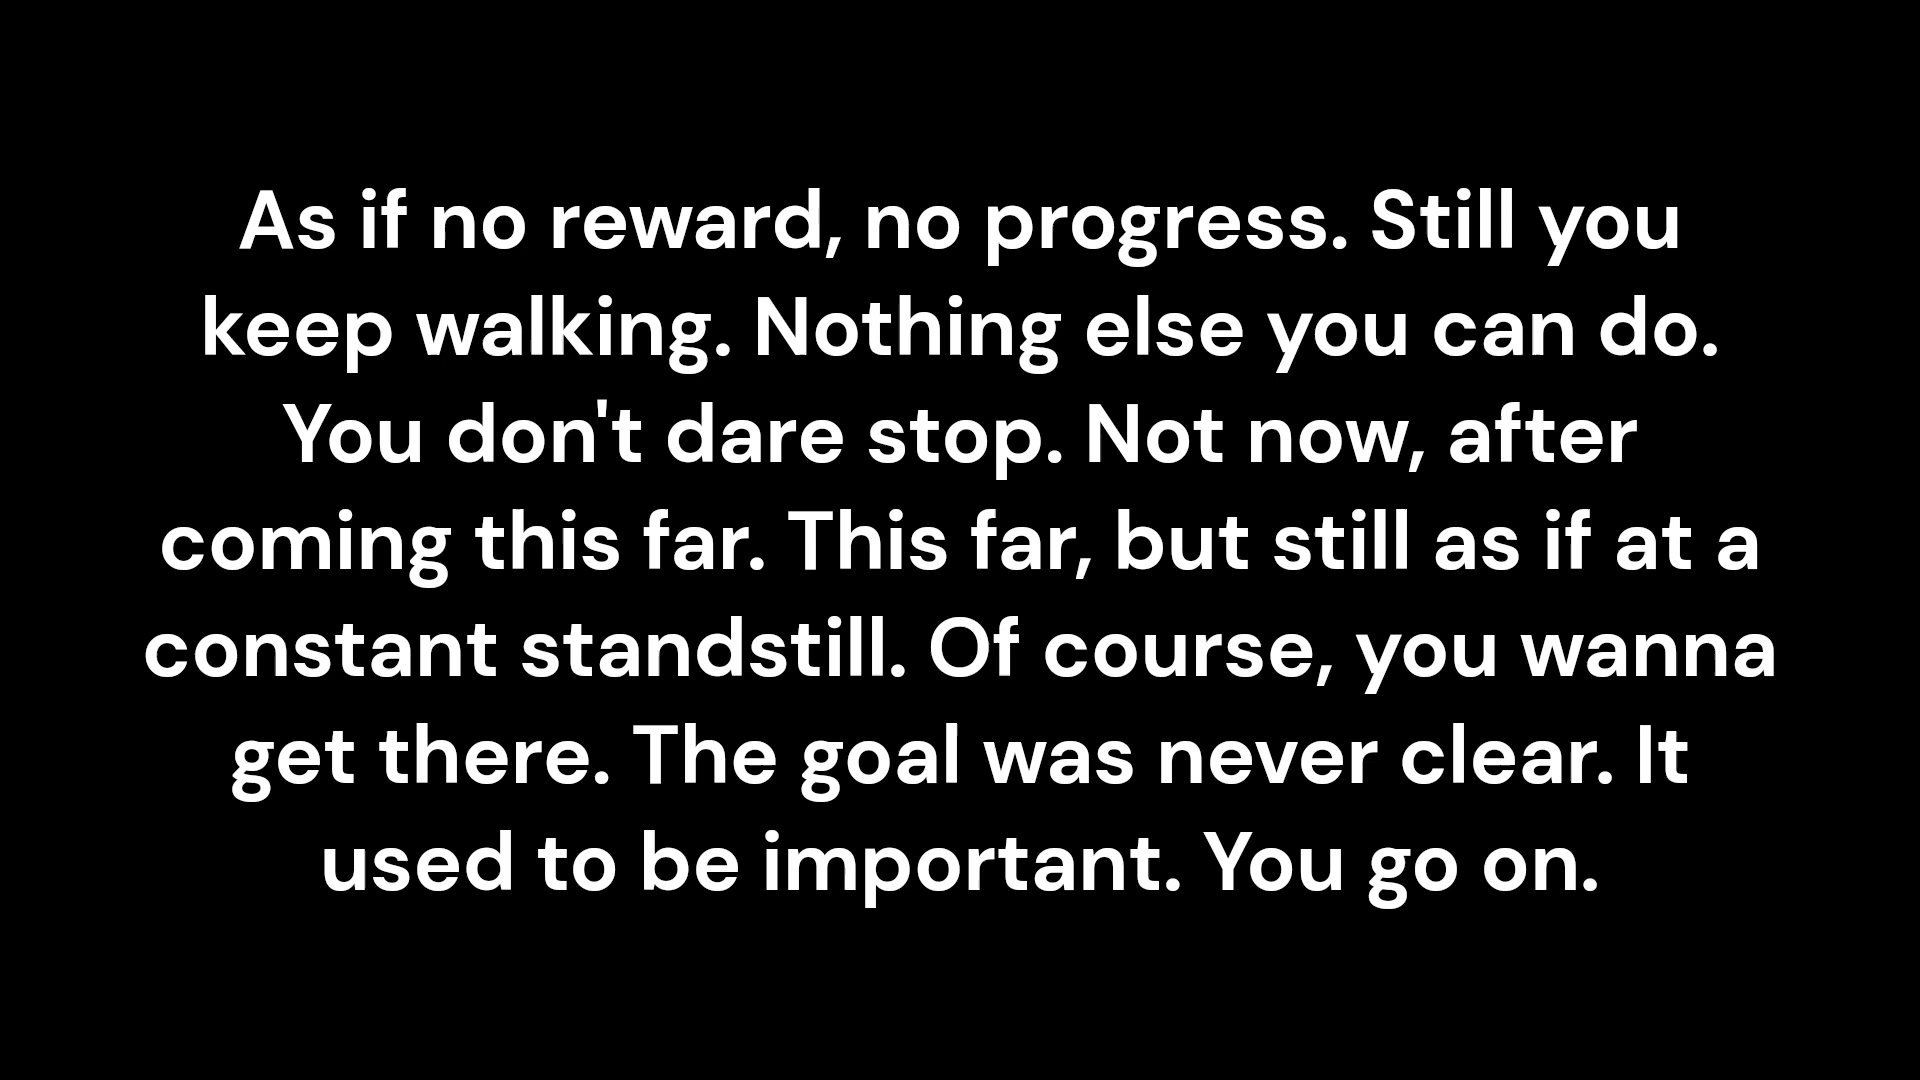 As if no reward, no progress. Still you
keep walking. Nothing else you can do.
You don't dare stop. Not now, after
coming this far. This far, but still as if at a
constant standstill. Of course, you wanna
get there. The goal was never clear. It
used to be important. You go on.